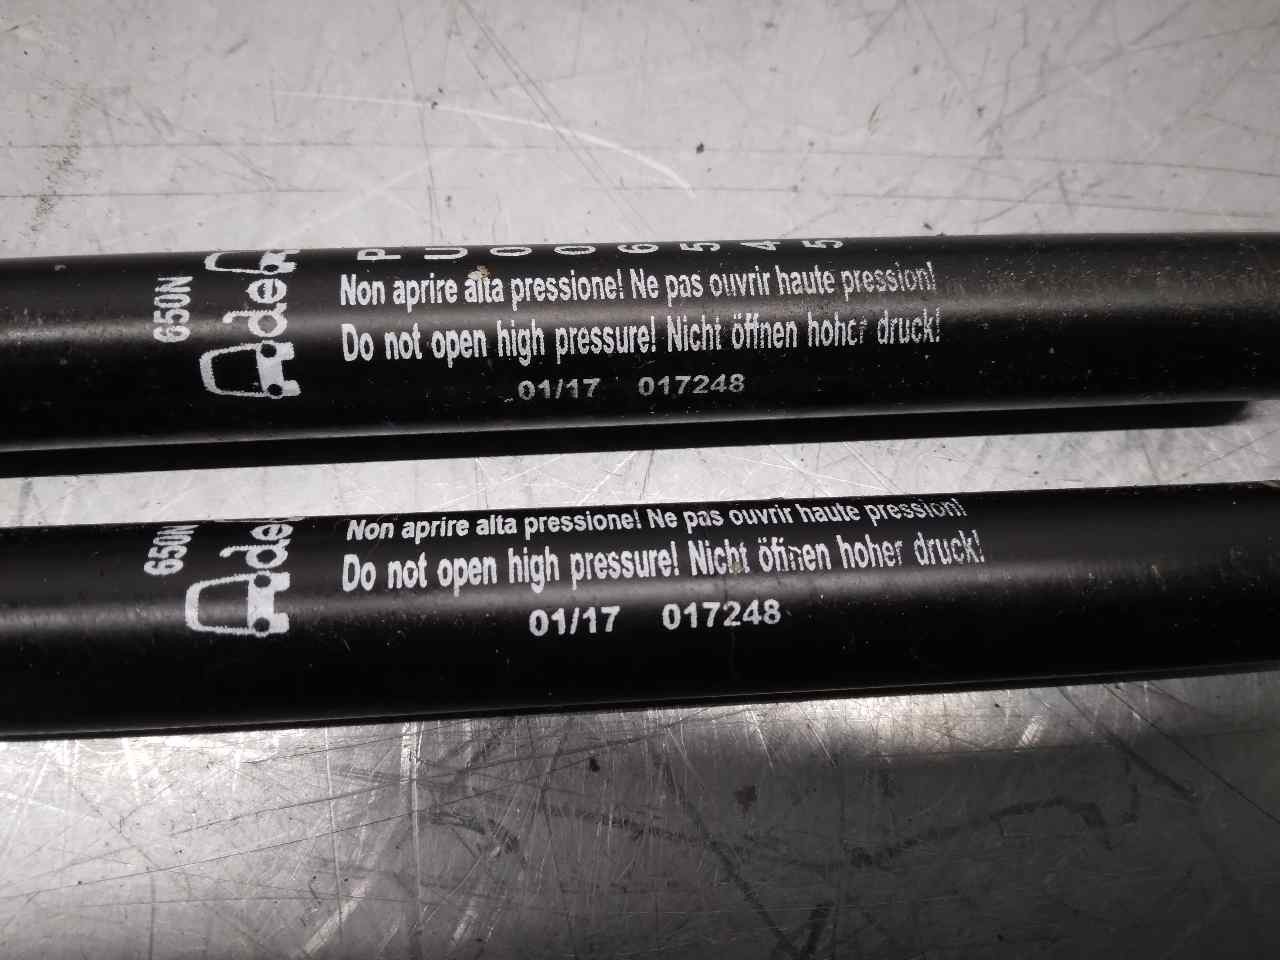 650N
PU006545
Non aprire alta pressione! Ne pas ouvrir haute pression!
Do not open high pressure! Nicht öffnen hoher druck!
01/17 017248
650N
Non aprire alta pressione! Ne pas ouvrir haute pression!
Do not open high pressure! Nicht öffnen hoher druck!
01/17 017248